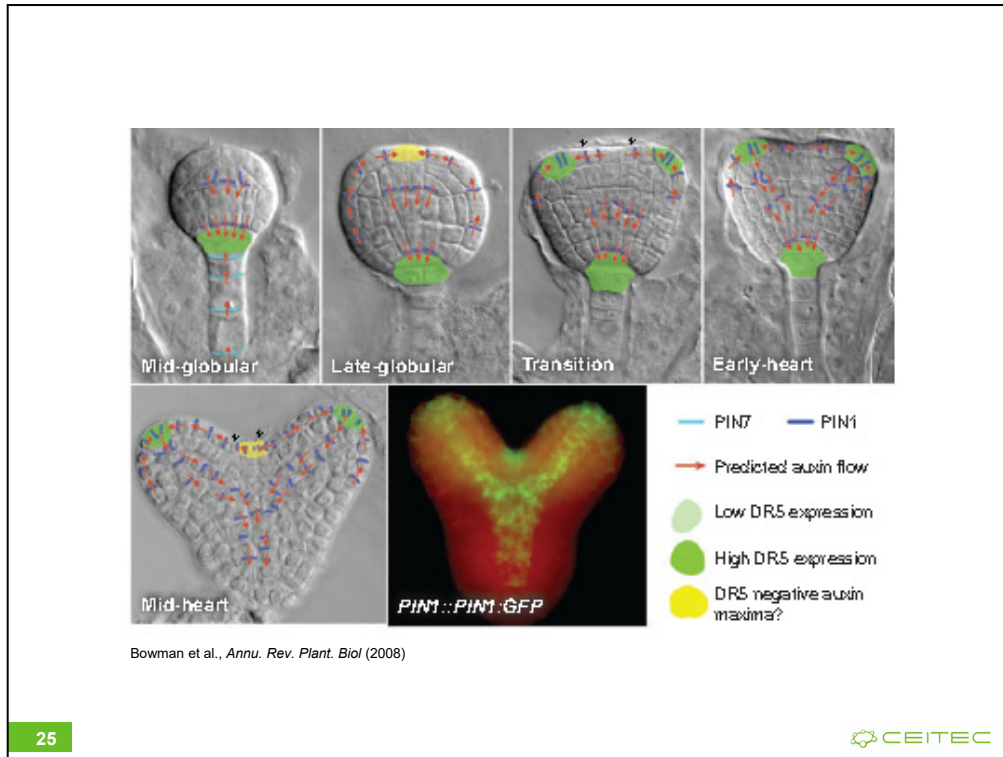 Mid-globular
Late-globular
Transition
Early-heart
Mid-heart
PIN1::PIN1:GFP
PIN7
PIN1
Predicted auxin flow
Low DR5 expression
High DR5 expression
DR5 negative auxin
maxima?
Bowman et al., Annu. Rev. Plant. Biol (2008)
25
CEITEC